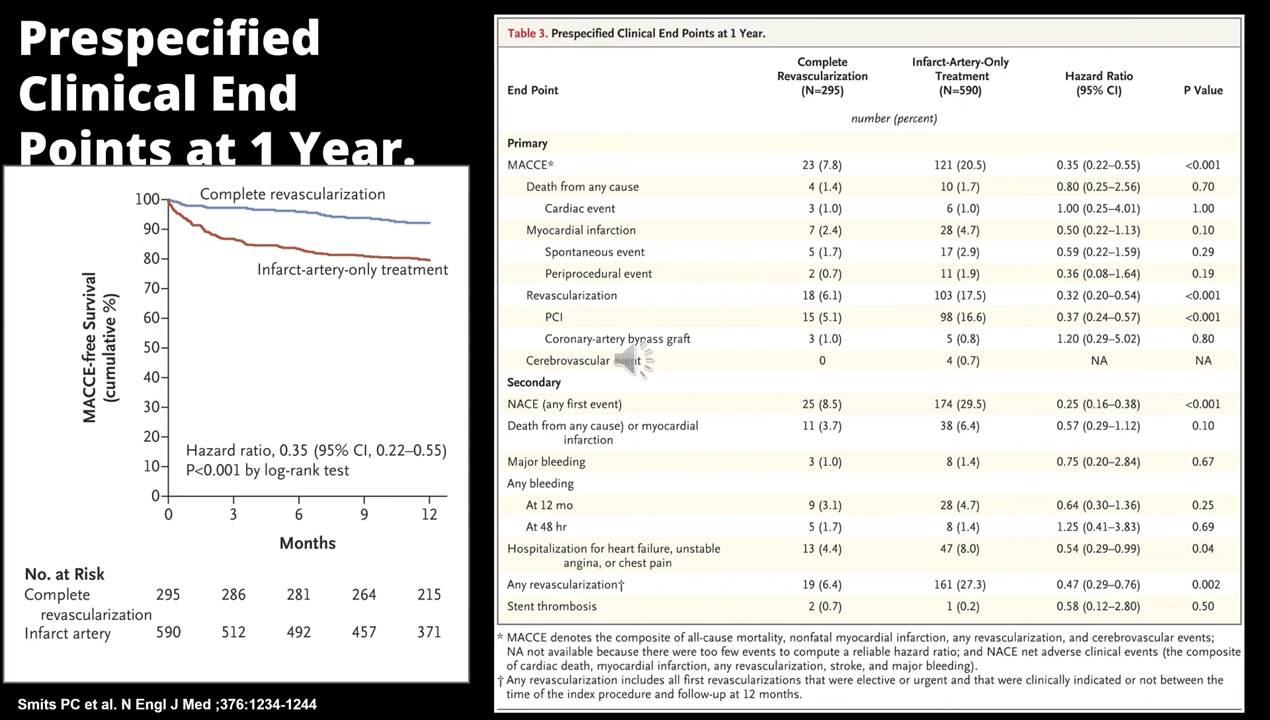 Prespecified
Clinical End
Points at 1 Year.
100
90
80
70
60
50
40
30
20
10
0
MACCE-free Survival
(cumulative %)
Complete revascularization
Infarct-artery-only treatment
Hazard ratio, 0.35 (95% CI, 0.22–0.55)
P<0.001 by log-rank test
0 3 6 9 12
Months
No. at Risk
Complete revascularization 295 286 281 264 215
Infarct artery 590 512 492 457 371
Smits PC et al. N Engl J Med ;376:1234-1244
Table 3. Prespecified Clinical End Points at 1 Year.
End Point Complete Revascularization (N=295) Infarct-Artery-Only Treatment (N=590) Hazard Ratio (95% CI) P Value
number (percent)
Primary
MACCE* 23 (7.8) 121 (20.5) 0.35 (0.22–0.55) <0.001
Death from any cause 4 (1.4) 10 (1.7) 0.80 (0.25–2.56) 0.70
Cardiac event 3 (1.0) 6 (1.0) 1.00 (0.25–4.01) 1.00
Myocardial infarction 7 (2.4) 28 (4.7) 0.50 (0.22–1.13) 0.10
Spontaneous event 5 (1.7) 17 (2.9) 0.59 (0.22–1.59) 0.29
Periprocedural event 2 (0.7) 11 (1.9) 0.36 (0.08–1.64) 0.19
Revascularization 18 (6.1) 103 (17.5) 0.32 (0.20–0.54) <0.001
PCI 15 (5.1) 98 (16.6) 0.37 (0.24–0.57) <0.001
Coronary-artery bypass graft 3 (1.0) 5 (0.8) 1.20 (0.29–5.02) 0.80
Cerebrovascular event 0 4 (0.7) NA NA
Secondary
NACE (any first event) 25 (8.5) 174 (29.5) 0.25 (0.16–0.38) <0.001
Death from any cause) or myocardial infarction 11 (3.7) 38 (6.4) 0.57 (0.29–1.12) 0.10
Major bleeding 3 (1.0) 8 (1.4) 0.75 (0.20–2.84) 0.67
Any bleeding
At 12 mo 9 (3.1) 28 (4.7) 0.64 (0.30–1.36) 0.25
At 48 hr 5 (1.7) 8 (1.4) 1.25 (0.41–3.83) 0.69
Hospitalization for heart failure, unstable angina, or chest pain 13 (4.4) 47 (8.0) 0.54 (0.29–0.99) 0.04
Any revascularization† 19 (6.4) 161 (27.3) 0.47 (0.29–0.76) 0.002
Stent thrombosis 2 (0.7) 1 (0.2) 0.58 (0.12–2.80) 0.50
* MACCE denotes the composite of all-cause mortality, nonfatal myocardial infarction, any revascularization, and cerebrovascular events;
NA not available because there were too few events to compute a reliable hazard ratio; and NACE net adverse clinical events (the composite
of cardiac death, myocardial infarction, any revascularization, stroke, and major bleeding).
† Any revascularization includes all first revascularizations that were elective or urgent and that were clinically indicated or not between the
time of the index procedure and follow-up at 12 months.